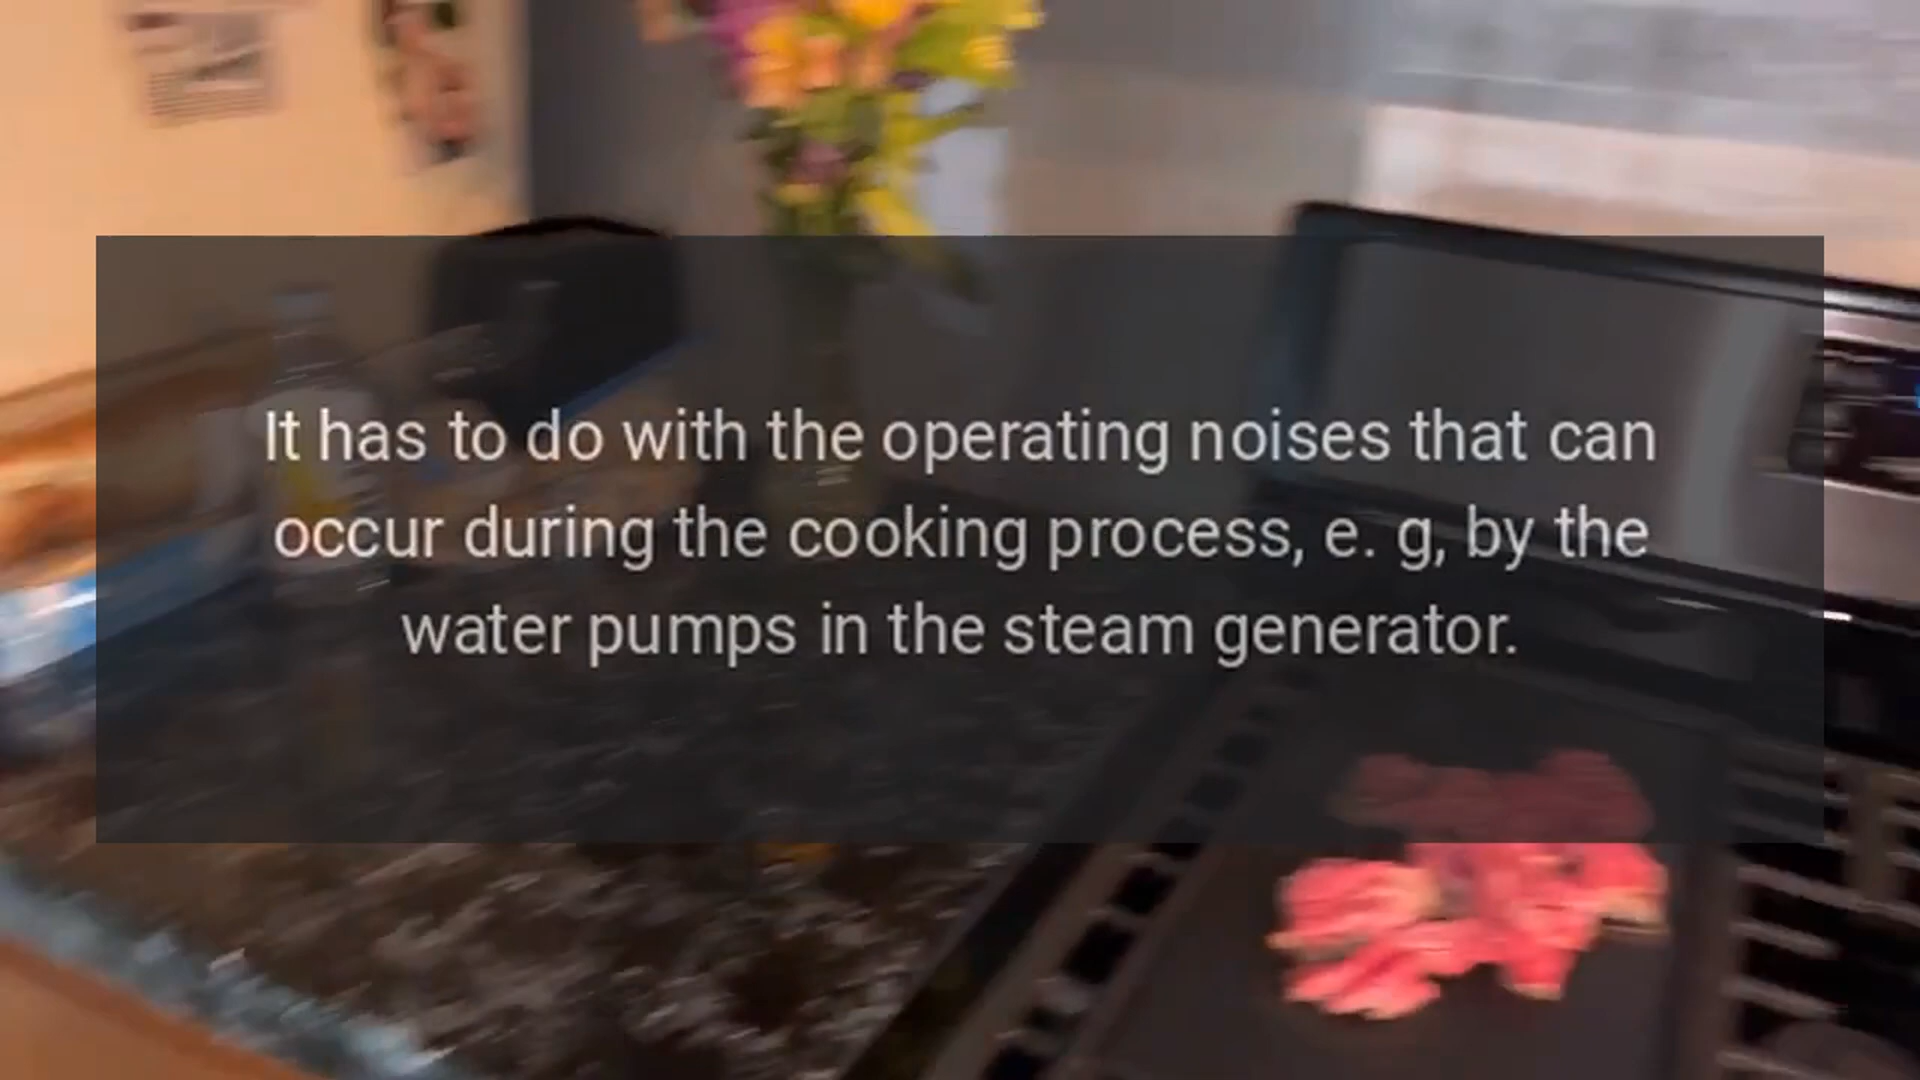 It has to do with the operating noises that can
occur during the cooking process, e. g, by the
water pumps in the steam generator.